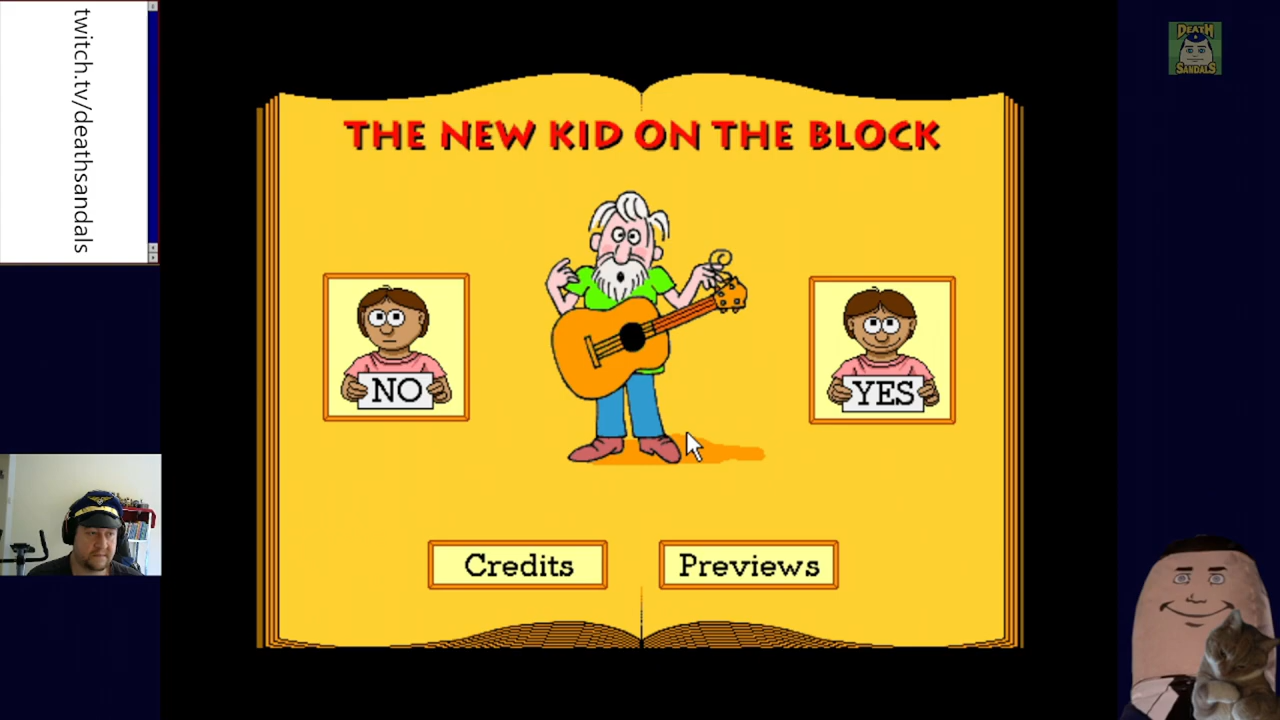 twitch.tv/deathsandals
DEATH
SANDALS
THE NEW KID ON THE BLOCK
NO
YES
Credits
Previews